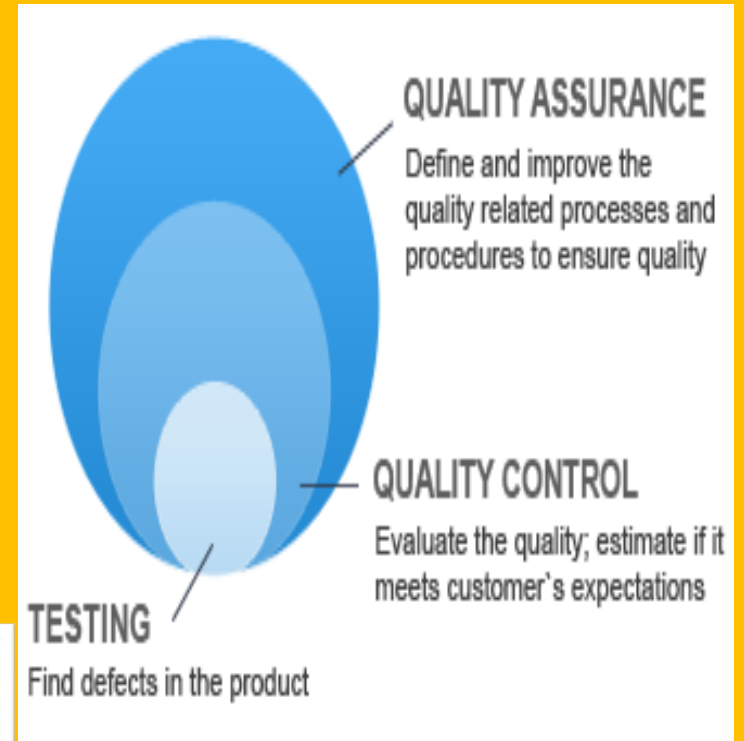 QUALITY ASSURANCE
Define and improve the
quality related processes and
procedures to ensure quality
QUALITY CONTROL
Evaluate the quality; estimate if it
meets customer`s expectations
TESTING
Find defects in the product